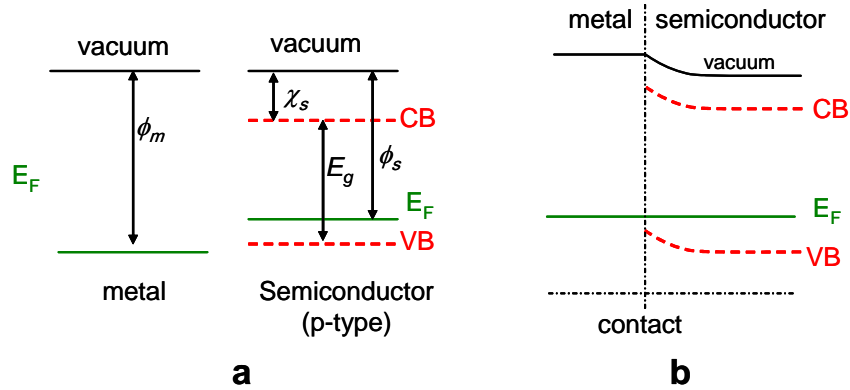 vacuum
vacuum
χs
CB
ϕm
ϕs
Eg
EF
EF
VB
metal
Semiconductor
(p-type)
a
metal
semiconductor
vacuum
CB
EF
VB
contact
b